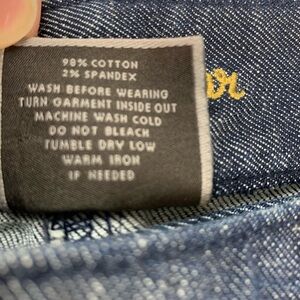 98% COTTON
2% SPANDEX
WASH BEFORE WEARING
TURN GARMENT INSIDE OUT
MACHINE WASH COLD
DO NOT BLEACH
TUMBLE DRY LOW
WARM IRON
IF NEEDED